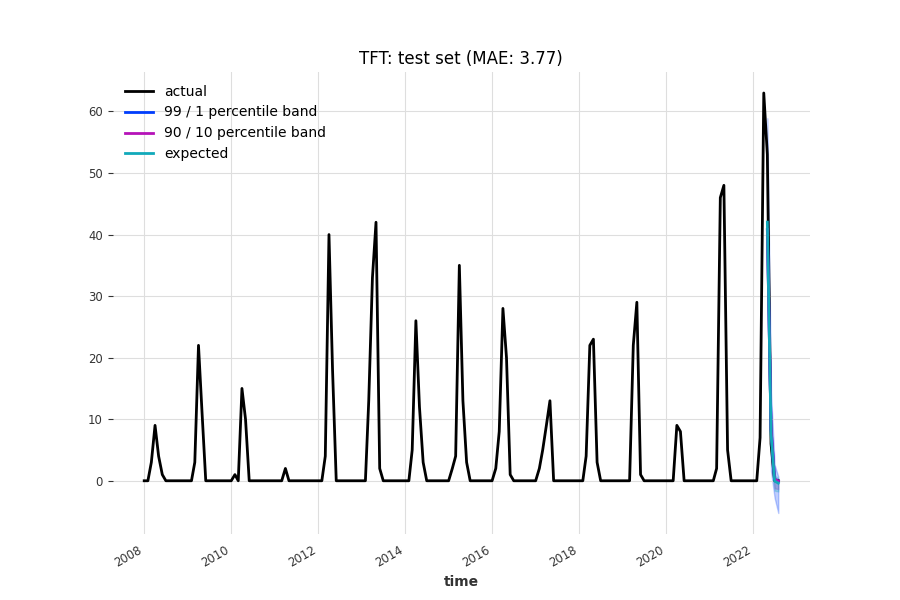 TFT: test set (MAE: 3.77)
actual
99 / 1 percentile band
90 / 10 percentile band
expected
60
50
40
30
20
10
0
2008
2010
2012
2014
2016
2018
2020
2022
time